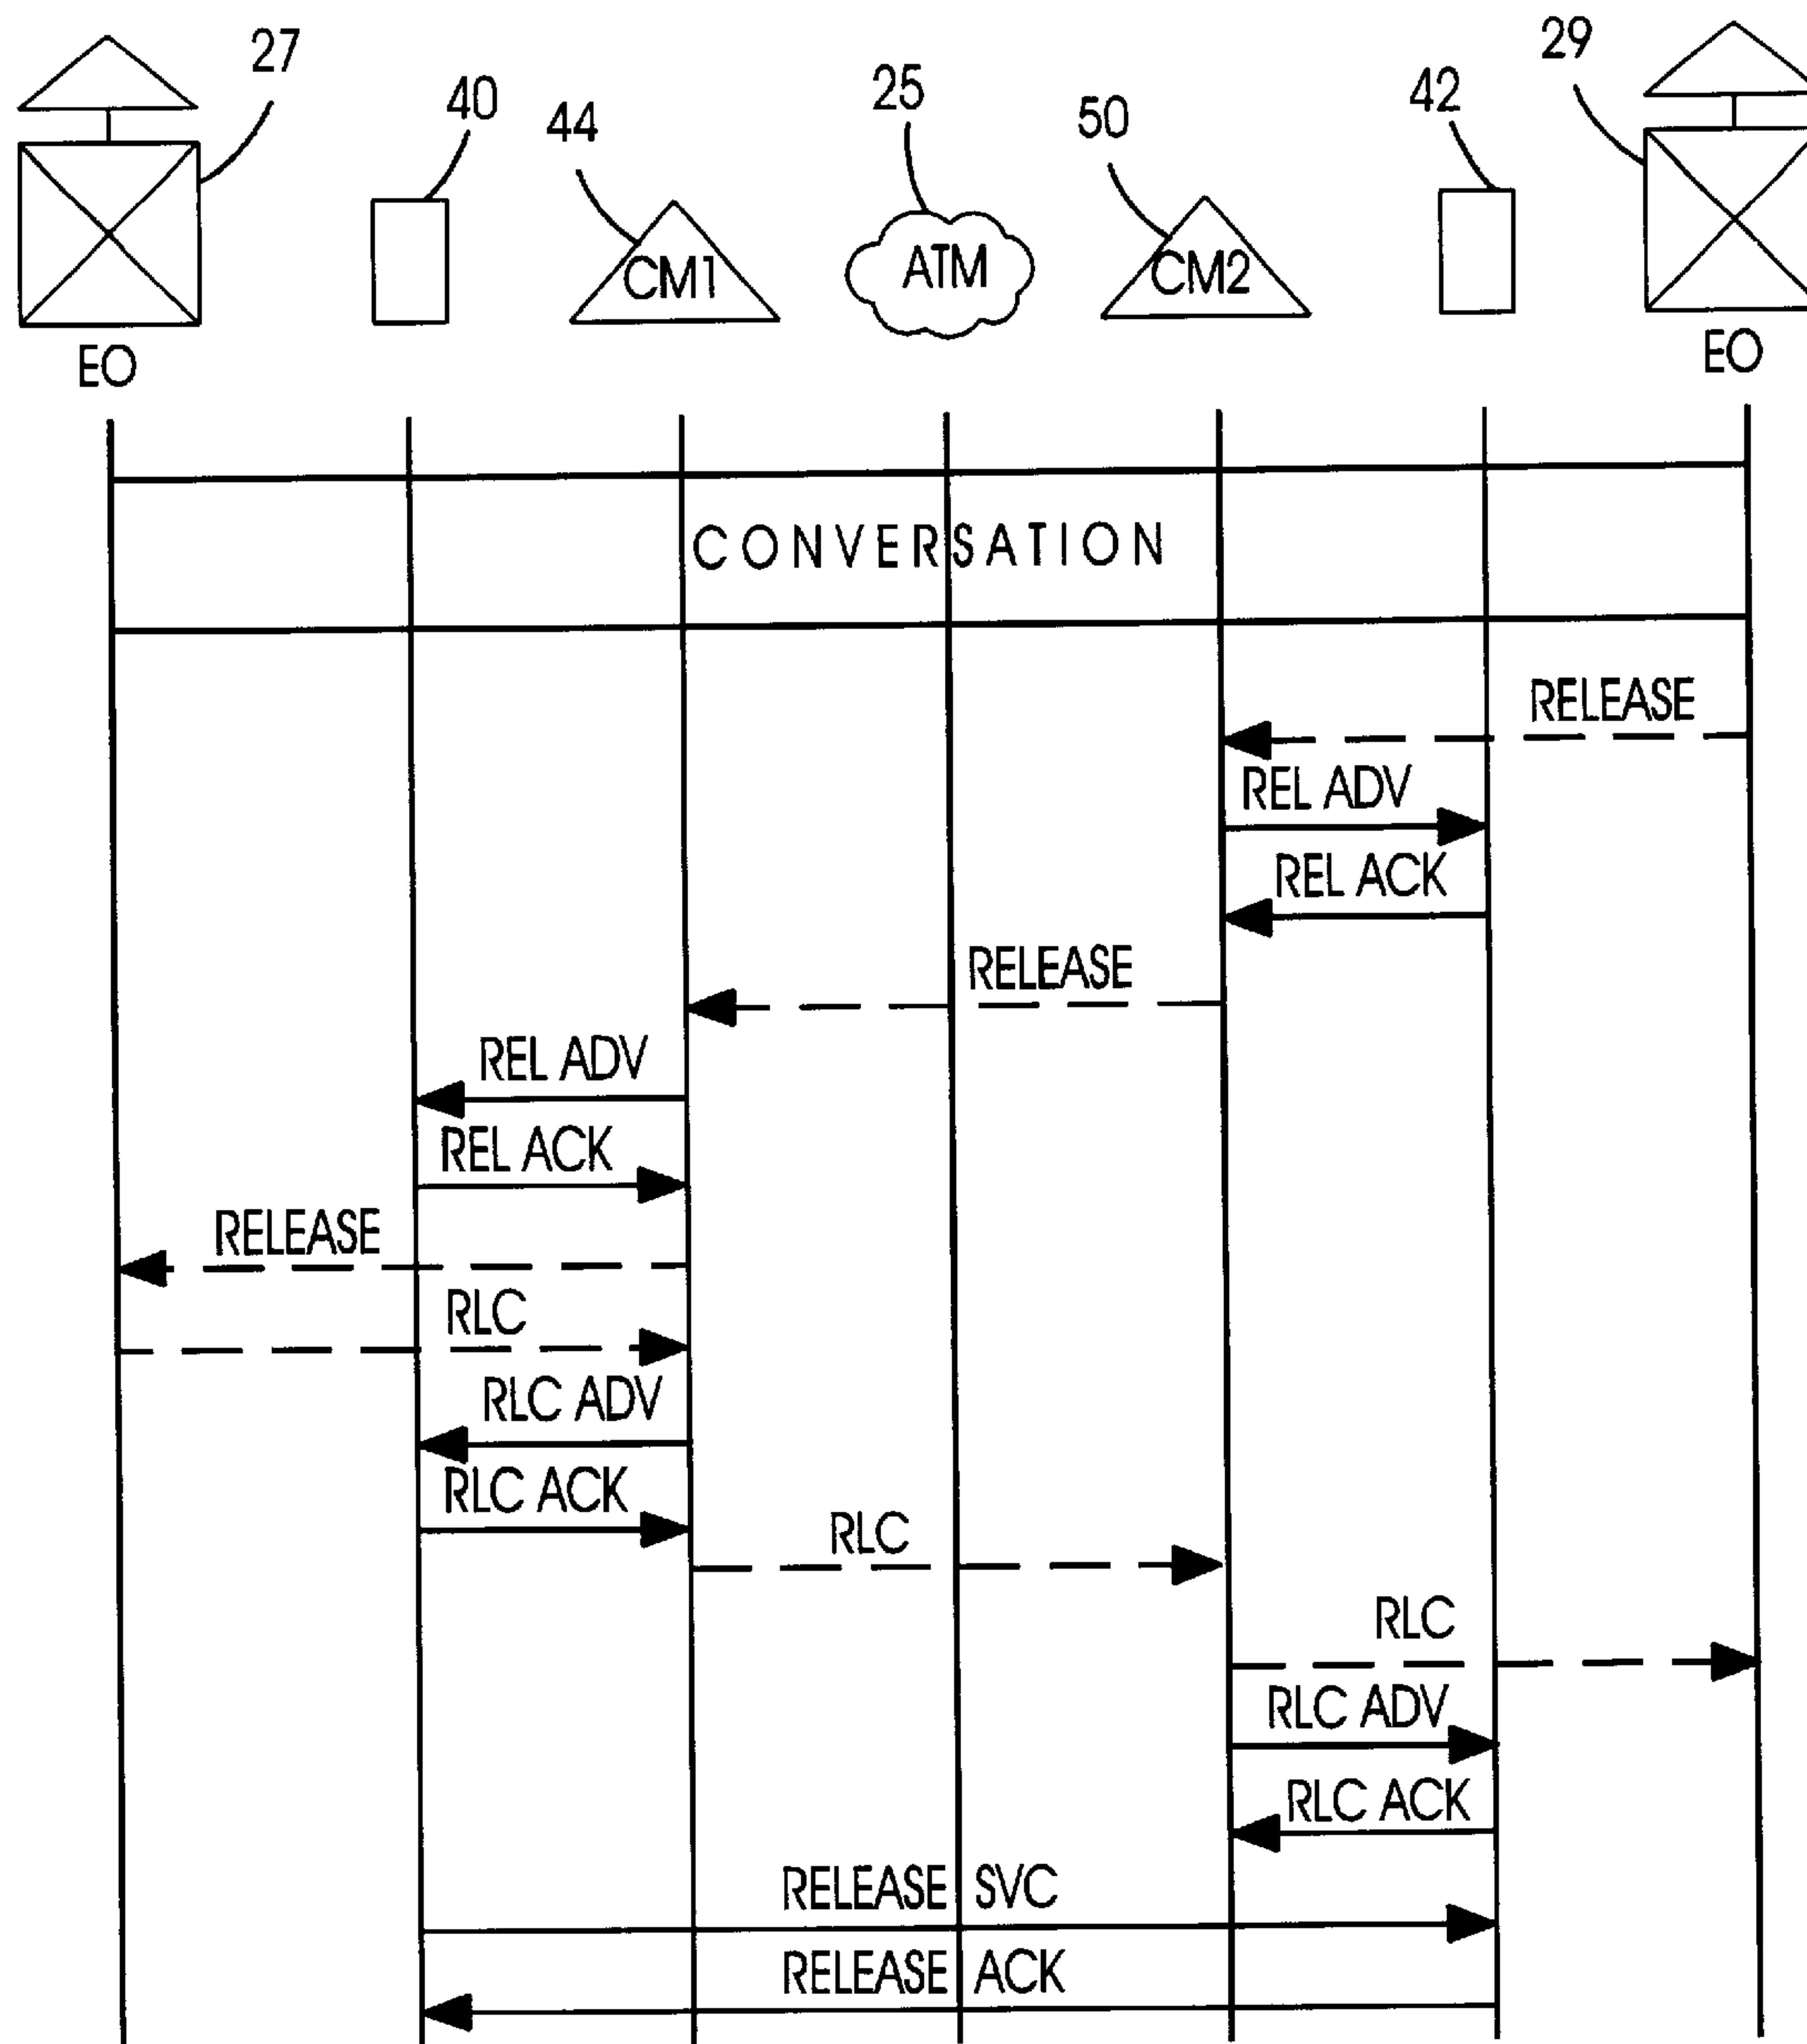 27
40
44
25
50
42
29
CM1
ATM
CM2
EO
EO
CONVERSATION
RELEASE
REL ADV
REL ACK
RELEASE
REL ADV
REL ACK
RELEASE
RLC
RLC ADV
RLC ACK
RLC
RLC
RLC ADV
RLC ACK
RELEASE SVC
RELEASE ACK